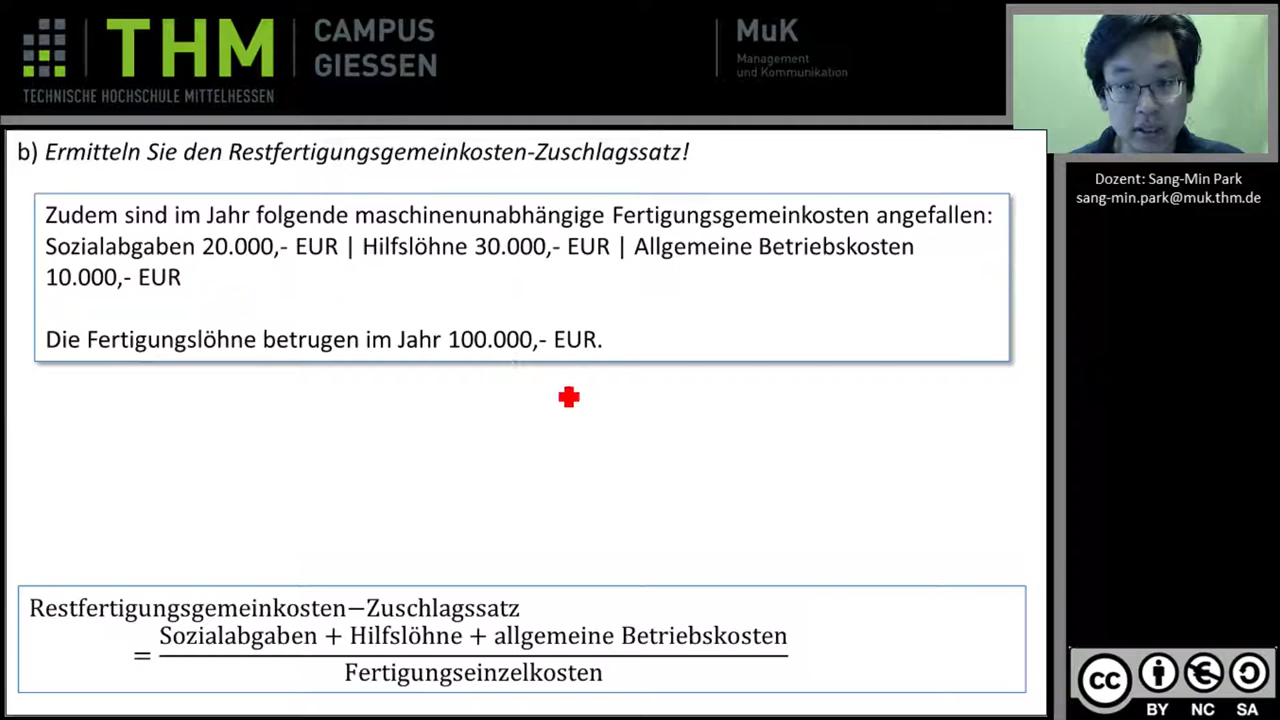 THM
CAMPUS
GIESSEN
TECHNISCHE HOCHSCHULE MITTELHESSEN
MuK
Management
und Kommunikation
b) Ermitteln Sie den Restfertigungsgemeinkosten-Zuschlagssatz!
Zudem sind im Jahr folgende maschinenunabhängige Fertigungsgemeinkosten angefallen:
Sozialabgaben 20.000,- EUR | Hilfslöhne 30.000,- EUR | Allgemeine Betriebskosten
10.000,- EUR
Die Fertigungslöhne betrugen im Jahr 100.000,- EUR.
Restfertigungsgemeinkosten−Zuschlagssatz
Sozialabgaben + Hilfslöhne + allgemeine Betriebskosten
=
Fertigungseinzelkosten
Dozent: Sang-Min Park
sang-min.park@muk.thm.de
cc
BY NC SA